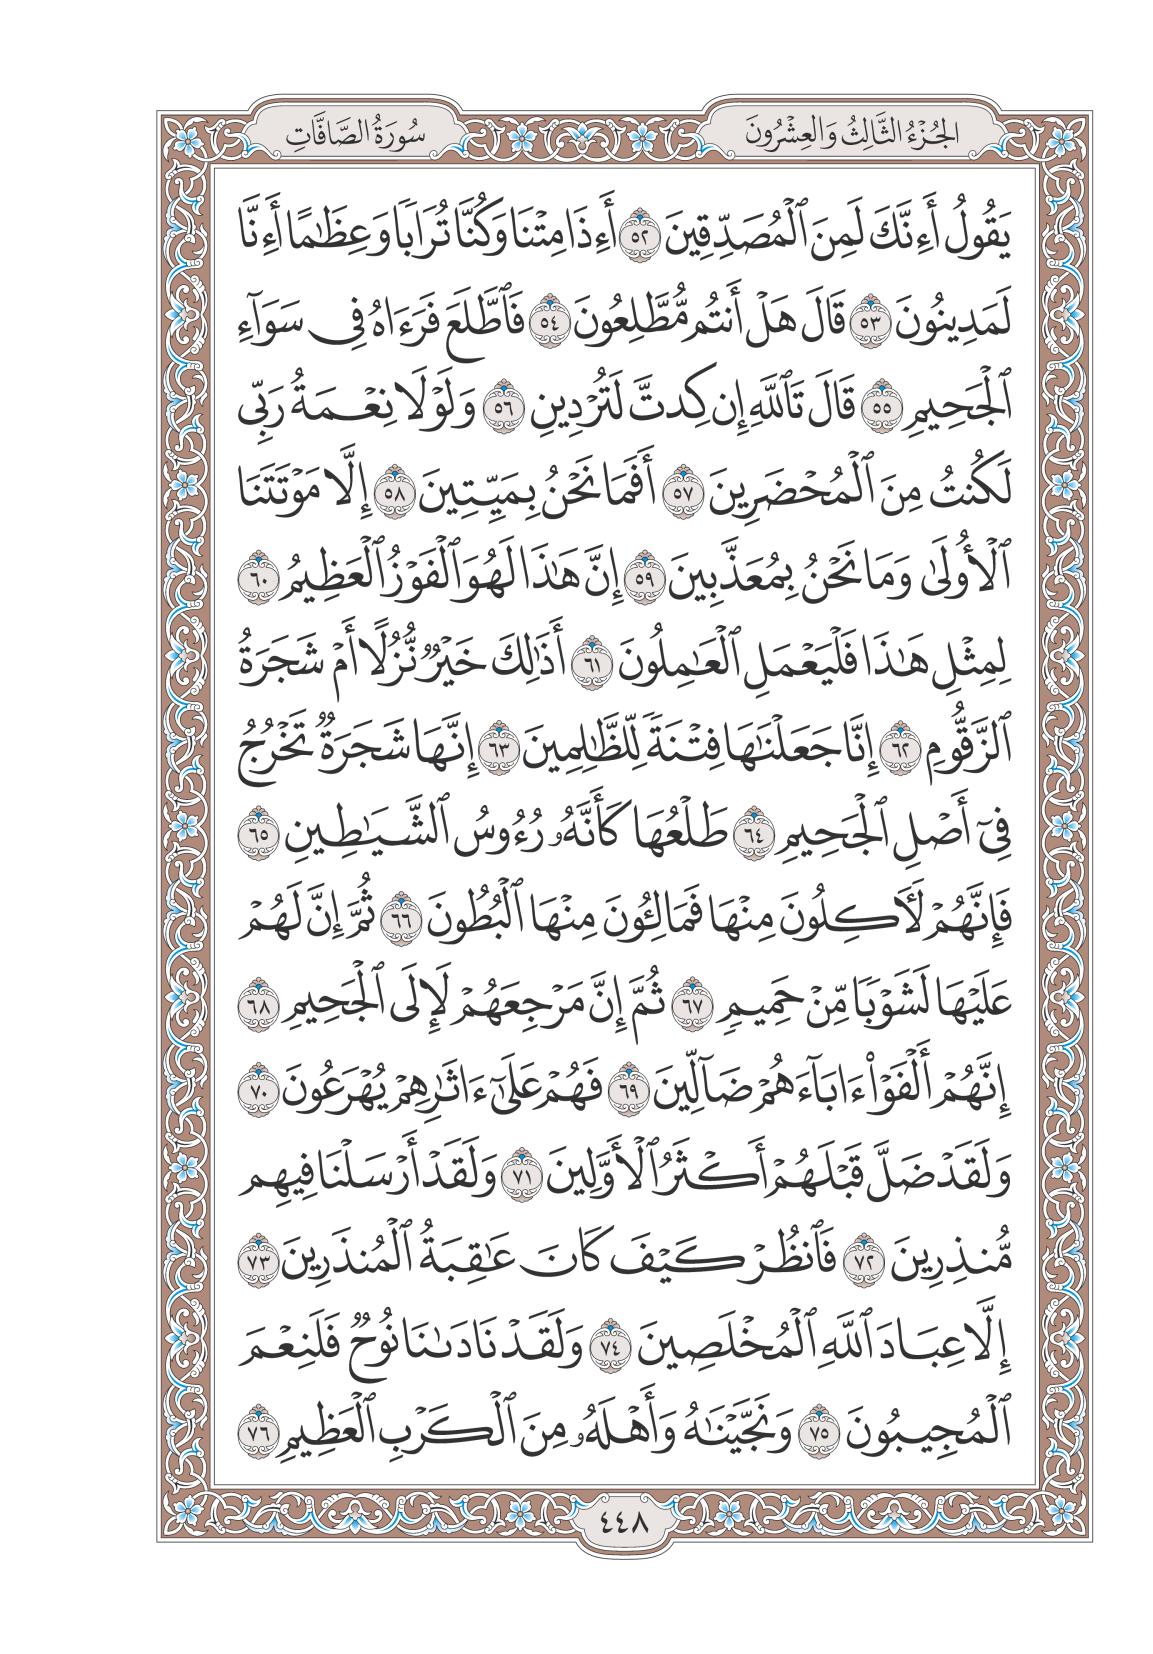 الجُزْءُ الثَّالِثُ وَالعِشْرُونَ
سُورَةُ الصَّافَّاتِ
يَقُولُ أَءِنَّكَ لَمِنَ ٱلْمُصَدِّقِينَ ٥٢ أَءِذَا مِتْنَا وَكُنَّا تُرَابًا وَعِظَٰمًا أَءِنَّا
لَمَدِينُونَ ٥٣ قَالَ هَلْ أَنتُم مُّطَّلِعُونَ ٥٤ فَٱطَّلَعَ فَرَءَاهُ فِى سَوَآءِ
ٱلْجَحِيمِ ٥٥ قَالَ تَٱللَّهِ إِن كِدتَّ لَتُرْدِينِ ٥٦ وَلَوْلَا نِعْمَةُ رَبِّى
لَكُنتُ مِنَ ٱلْمُحْضَرِينَ ٥٧ أَفَمَا نَحْنُ بِمَيِّتِينَ ٥٨ إِلَّا مَوْتَتَنَا
ٱلْأُولَىٰ وَمَا نَحْنُ بِمُعَذَّبِينَ ٥٩ إِنَّ هَٰذَا لَهُوَ ٱلْفَوْزُ ٱلْعَظِيمُ ٦٠
لِمِثْلِ هَٰذَا فَلْيَعْمَلِ ٱلْعَٰمِلُونَ ٦١ أَذَٰلِكَ خَيْرٌ نُّزُلًا أَمْ شَجَرَةُ
ٱلزَّقُّومِ ٦٢ إِنَّا جَعَلْنَٰهَا فِتْنَةً لِّلظَّٰلِمِينَ ٦٣ إِنَّهَا شَجَرَةٌ تَخْرُجُ
فِىٓ أَصْلِ ٱلْجَحِيمِ ٦٤ طَلْعُهَا كَأَنَّهُۥ رُءُوسُ ٱلشَّيَٰطِينِ ٦٥
فَإِنَّهُمْ لَءَاكِلُونَ مِنْهَا فَمَالِـُٔونَ مِنْهَا ٱلْبُطُونَ ٦٦ ثُمَّ إِنَّ لَهُمْ
عَلَيْهَا لَشَوْبًا مِّنْ حَمِيمٍ ٦٧ ثُمَّ إِنَّ مَرْجِعَهُمْ لَإِلَى ٱلْجَحِيمِ ٦٨
إِنَّهُمْ أَلْفَوْا۟ ءَابَآءَهُمْ ضَآلِّينَ ٦٩ فَهُمْ عَلَىٰٓ ءَاثَٰرِهِمْ يُهْرَعُونَ ٧٠
وَلَقَدْ ضَلَّ قَبْلَهُمْ أَكْثَرُ ٱلْأَوَّلِينَ ٧١ وَلَقَدْ أَرْسَلْنَا فِيهِم
مُّنذِرِينَ ٧٢ فَٱنظُرْ كَيْفَ كَانَ عَٰقِبَةُ ٱلْمُنذَرِينَ ٧٣
إِلَّا عِبَادَ ٱللَّهِ ٱلْمُخْلَصِينَ ٧٤ وَلَقَدْ نَادَىٰنَا نُوحٌ فَلَنِعْمَ
ٱلْمُجِيبُونَ ٧٥ وَنَجَّيْنَٰهُ وَأَهْلَهُۥ مِنَ ٱلْكَرْبِ ٱلْعَظِيمِ ٧٦
٤٤٨